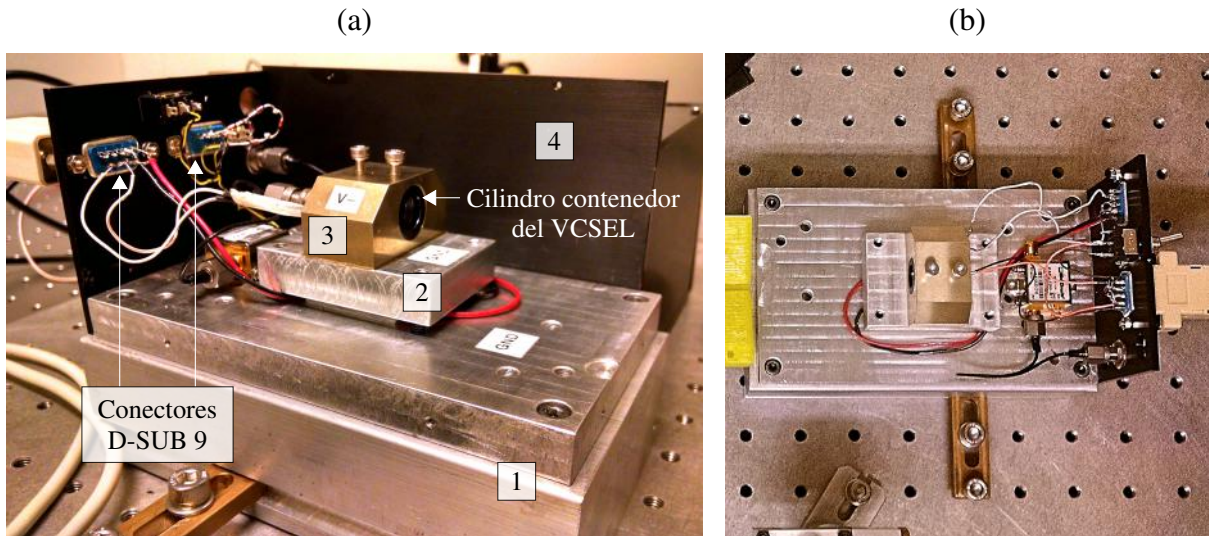 (a)
(b)
4
V−
Cilindro contenedor
del VCSEL
3
2
GND
Conectores
D-SUB 9
1